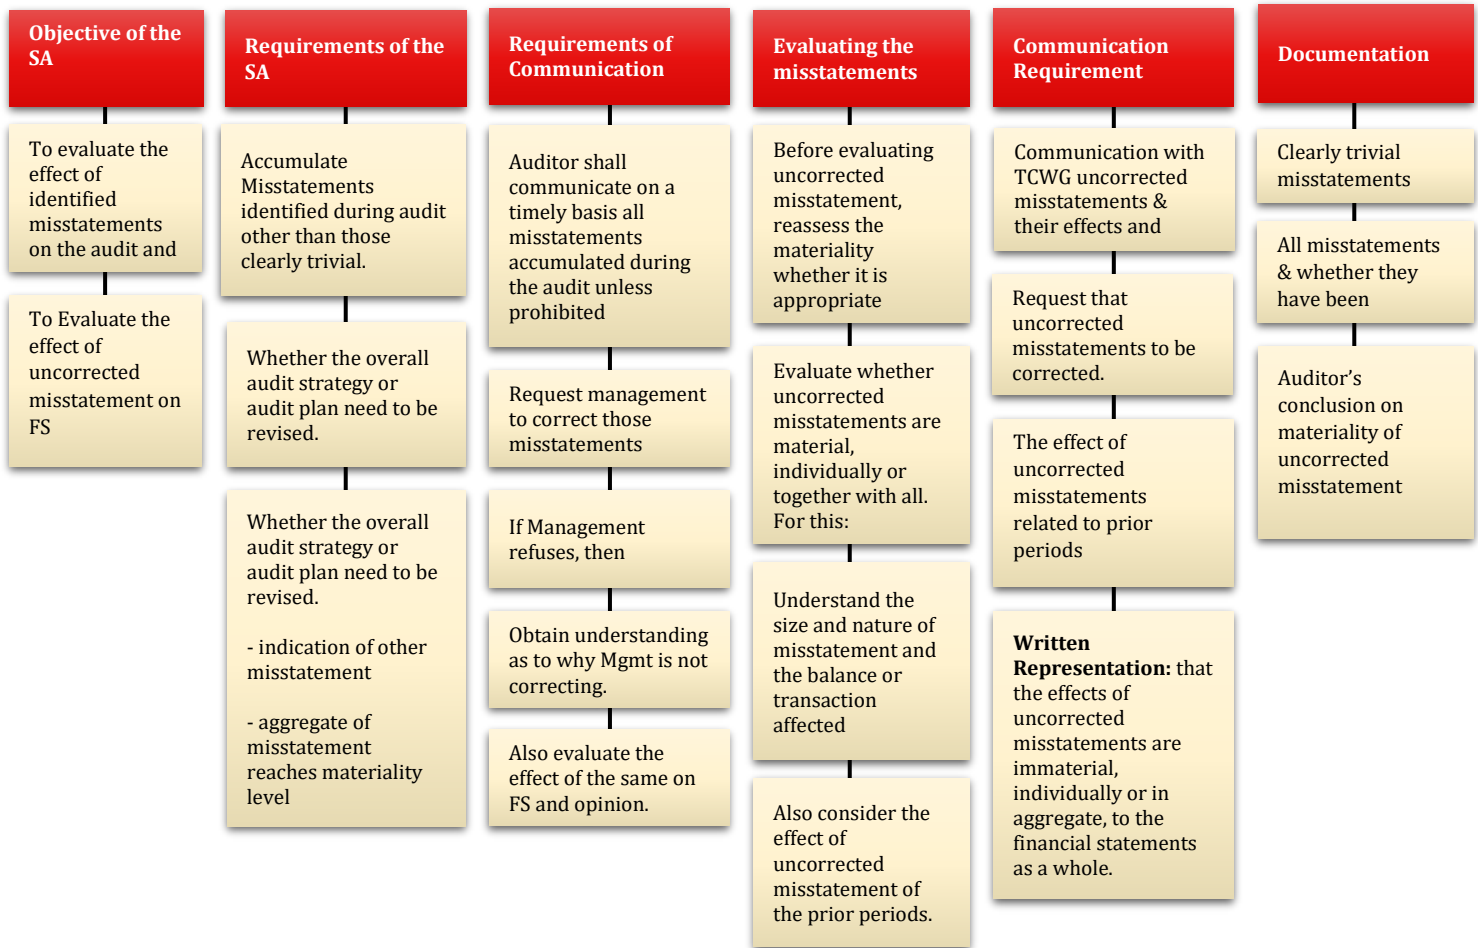 Objective of the
SA
To evaluate the
effect of
identified
misstatements
on the audit and
To Evaluate the
effect of
uncorrected
misstatement on
FS
Requirements of the
SA
Accumulate
Misstatements
identified during audit
other than those
clearly trivial.
Whether the overall
audit strategy or
audit plan need to be
revised.
Whether the overall
audit strategy or
audit plan need to be
revised.
- indication of other
misstatement
- aggregate of
misstatement
reaches materiality
level
Requirements of
Communication
Auditor shall
communicate on a
timely basis all
misstatements
accumulated during
the audit unless
prohibited
Request management
to correct those
misstatements
If Management
refuses, then
Obtain understanding
as to why Mgmt is not
correcting.
Also evaluate the
effect of the same on
FS and opinion.
Evaluating the
misstatements
Before evaluating
uncorrected
misstatement,
reassess the
materiality
whether it is
appropriate
Evaluate whether
uncorrected
misstatements are
material,
individually or
together with all.
For this:
Understand the
size and nature of
misstatement and
the balance or
transaction
affected
Also consider the
effect of
uncorrected
misstatement of
the prior periods.
Communication
Requirement
Communication with
TCWG uncorrected
misstatements &
their effects and
Request that
uncorrected
misstatements to be
corrected.
The effect of
uncorrected
misstatements
related to prior
periods
Written
Representation: that
the effects of
uncorrected
misstatements are
immaterial,
individually or in
aggregate, to the
financial statements
as a whole.
Documentation
Clearly trivial
misstatements
All misstatements
& whether they
have been
Auditor’s
conclusion on
materiality of
uncorrected
misstatement